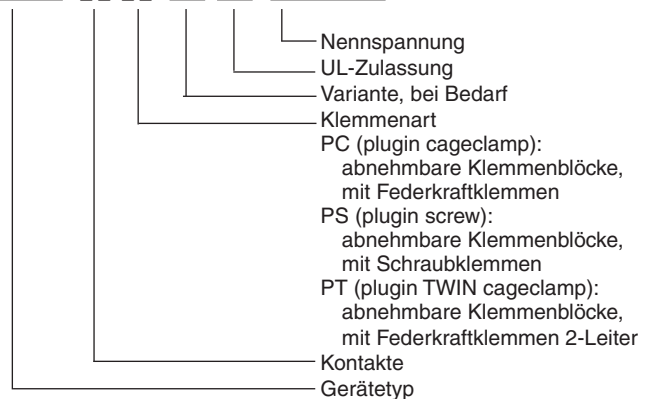 Nennspannung
UL-Zulassung
Variante, bei Bedarf
Klemmenart
PC (plugin cageclamp):
abnehmbare Klemmenblöcke,
mit Federkraftklemmen
PS (plugin screw):
abnehmbare Klemmenblöcke,
mit Schraubklemmen
PT (plugin TWIN cageclamp):
abnehmbare Klemmenblöcke,
mit Federkraftklemmen 2-Leiter
Kontakte
Gerätetyp